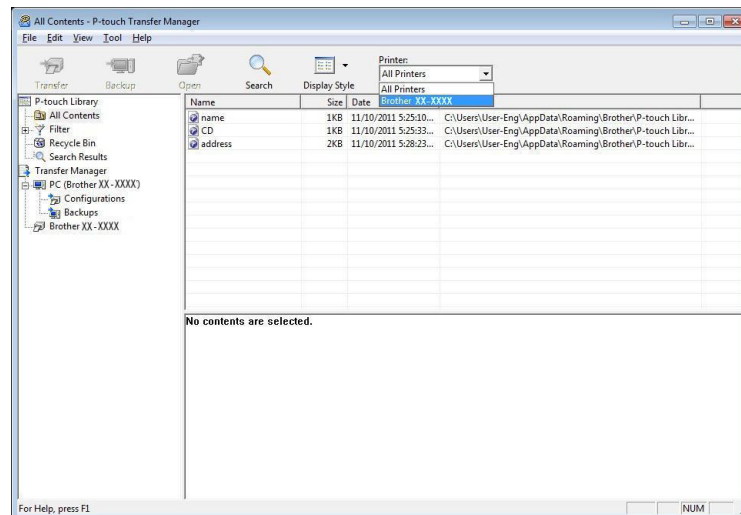 All Contents - P-touch Transfer Manager
File Edit View Tool Help
Transfer Backup Open Search Display Style
Printer:
All Printers
All Printers
Brother XX-XXXX
P-touch Library
All Contents
Filter
Recycle Bin
Search Results
Transfer Manager
PC (Brother XX-XXXX)
Configurations
Backups
Brother XX-XXXX
Name Size Date
name 1KB 11/10/2011 5:25:10... C:\Users\User-Eng\AppData\Roaming\Brother\P-touch Libr...
CD 1KB 11/10/2011 5:25:33... C:\Users\User-Eng\AppData\Roaming\Brother\P-touch Libr...
address 2KB 11/10/2011 5:28:23... C:\Users\User-Eng\AppData\Roaming\Brother\P-touch Libr...
No contents are selected.
For Help, press F1
NUM